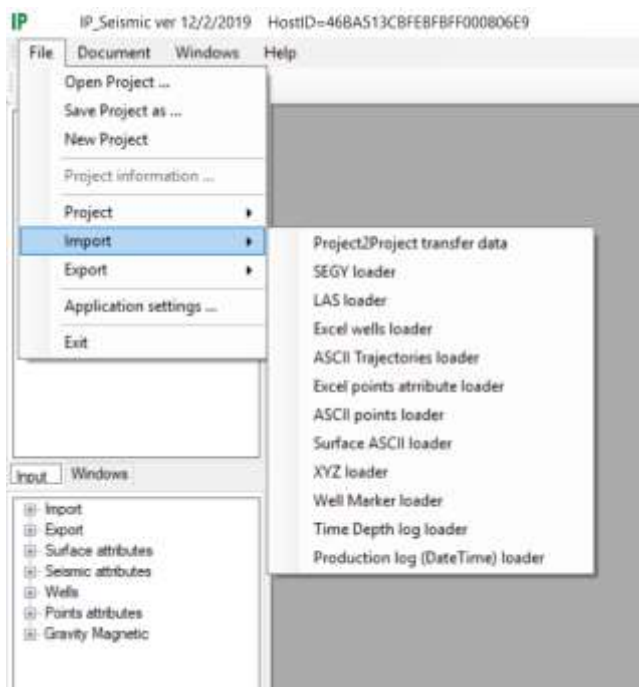 IP IP_Seismic ver 12/2/2019 HostID=46BA513CBFEBFBFF000806E9
File Document Windows Help
Open Project ...
Save Project as ...
New Project
Project information ...
Project
Import
Export
Application settings ...
Exit
Project2Project transfer data
SEGY loader
LAS loader
Excel wells loader
ASCII Trajectories loader
Excel points atrribute loader
ASCII points loader
Surface ASCII loader
XYZ loader
Well Marker loader
Time Depth log loader
Production log (DateTime) loader
Input Windows
Import
Export
Surface attributes
Seismic attributes
Wells
Points attributes
Gravity Magnetic